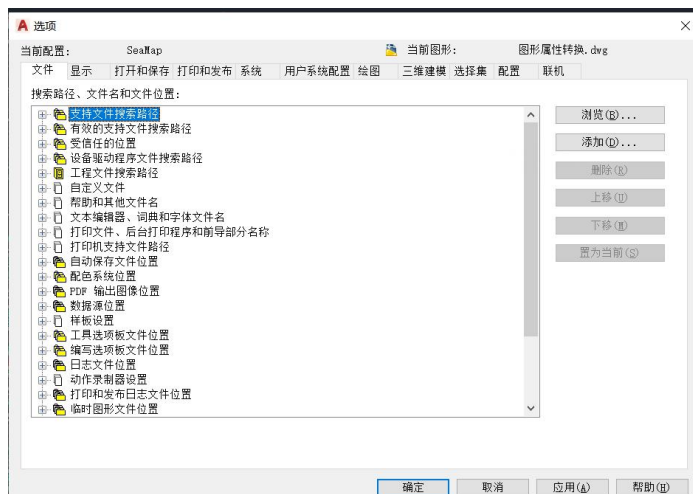 选项
当前配置: SeaMap 当前图形: 图形属性转换.dwg
文件 显示 打开和保存 打印和发布 系统 用户系统配置 绘图 三维建模 选择集 配置 联机
搜索路径、文件名和文件位置:
支持文件搜索路径
有效的支持文件搜索路径
受信任的位置
设备驱动程序文件搜索路径
工程文件搜索路径
自定义文件
帮助和其他文件名
文本编辑器、词典和字体文件名
打印文件、后台打印程序和前导部分名称
打印机支持文件路径
自动保存文件位置
配色系统位置
PDF 输出图像位置
数据源位置
样板设置
工具选项板文件位置
编写选项板文件位置
日志文件位置
动作录制器设置
打印和发布日志文件位置
临时图形文件位置
浏览(B)...
添加(D)...
删除(R)
上移(U)
下移(M)
置为当前(S)
确定 取消 应用(A) 帮助(H)